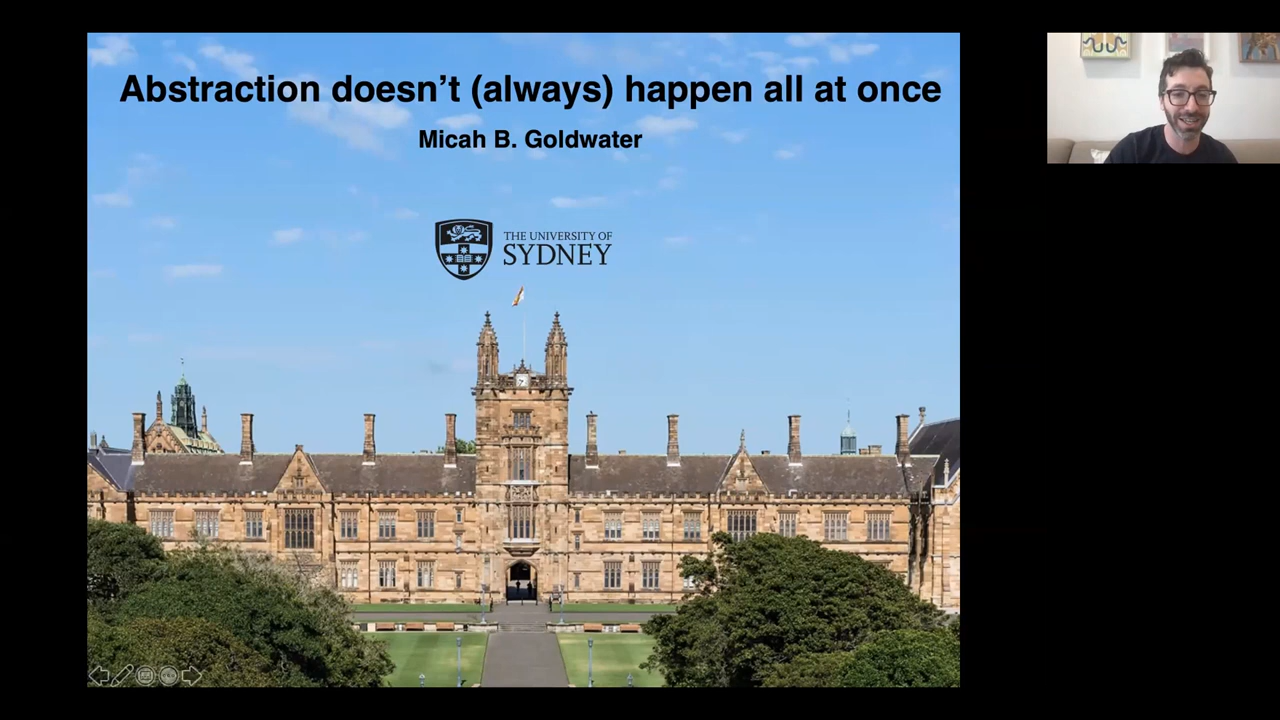 Abstraction doesn’t (always) happen all at once
Micah B. Goldwater
THE UNIVERSITY OF
SYDNEY